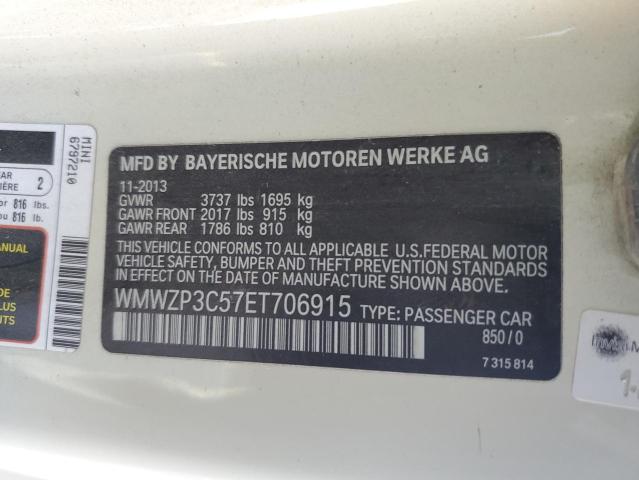 MINI
6797210
2
816 lbs.
816 lb.
MFD BY BAYERISCHE MOTOREN WERKE AG
11-2013
GVWR 3737 lbs 1695 kg
GAWR FRONT 2017 lbs 915 kg
GAWR REAR 1786 lbs 810 kg
THIS VEHICLE CONFORMS TO ALL APPLICABLE U.S.FEDERAL MOTOR
VEHICLE SAFETY, BUMPER AND THEFT PREVENTION STANDARDS
IN EFFECT ON THE DATE OF MANUFACTURE SHOWN ABOVE.
WMWZP3C57ET706915 TYPE: PASSENGER CAR
850/0
7 315 814